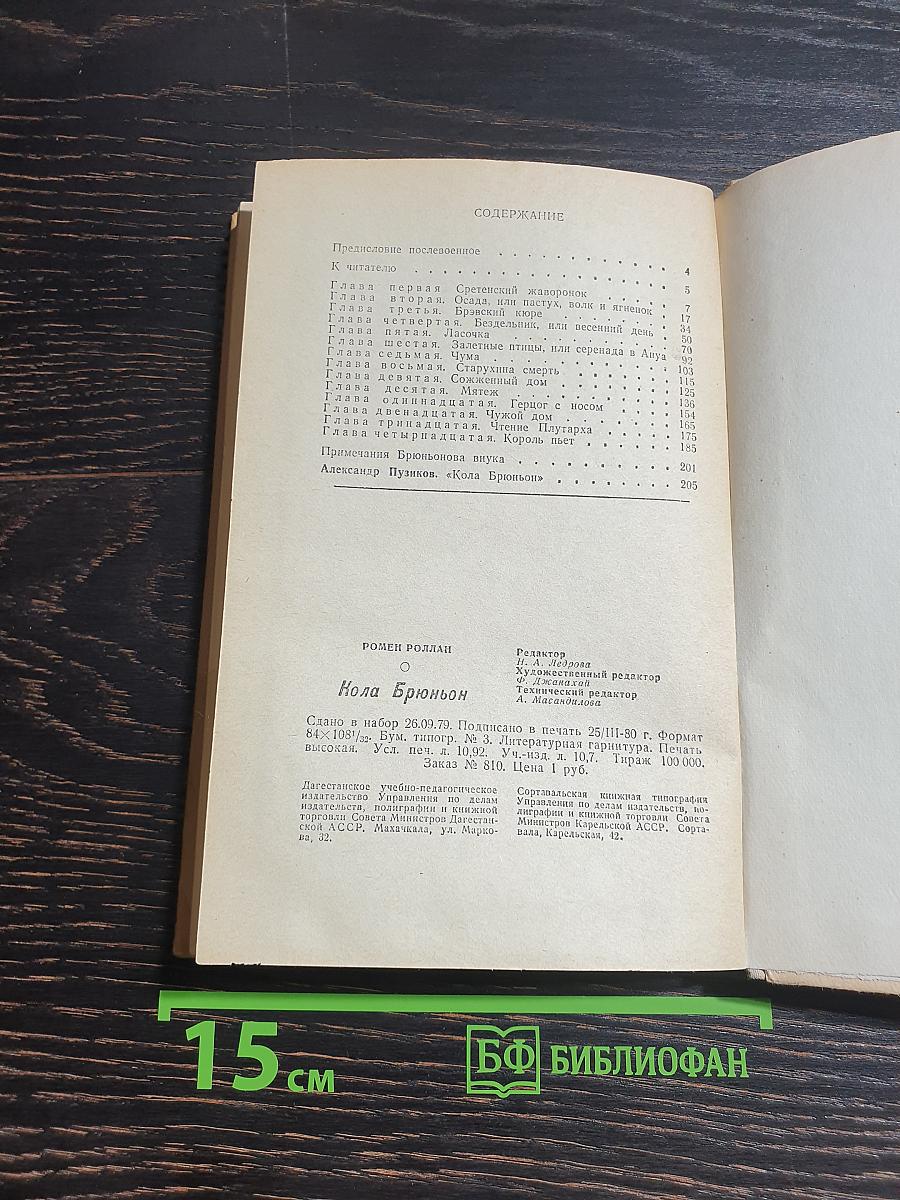 СОДЕРЖАНИЕ
Предисловие послевоенное . . . . . . . . . . 4
К читателю . . . . . . . . . . . . . . 5
Глава первая Сретенский жаворонок . . . . 7
Глава вторая. Осада, или пастух, волк и ягненок . 17
Глава третья. Брэвский кюре . . . . . . 34
Глава четвертая. Бездельник, или весенний день . 50
Глава пятая. Ласочка . . . . . . . . . 70
Глава шестая. Залетные птицы, или серенада в Ануа . 92
Глава седьмая. Чума . . . . . . . . . 103
Глава восьмая. Старухина смерть . . . . . 115
Глава девятая. Сожженный дом . . . . . . 125
Глава десятая. Мятеж . . . . . . . . 136
Глава одиннадцатая. Герцог с носом . . . . 154
Глава двенадцатая. Чужой дом . . . . . . 165
Глава тринадцатая. Чтение Плутарха . . . . 175
Глава четырнадцатая. Король пьет . . . . . 185
Примечания Брюньонова внука . . . . . . . . 201
Александр Пузиков. «Кола Брюньон» . . . . . . . 205
РОМЕН РОЛЛАН
Кола Брюньон
Редактор
Н. А. Ледрова
Художественный редактор
Ф. Джанахай
Технический редактор
А. Масандилова
Сдано в набор 26.09.79. Подписано в печать 25/III-80 г. Формат
84×108¹/₃₂. Бум. типогр. № 3. Литературная гарнитура. Печать
высокая. Усл. печ. л. 10,92. Уч.-изд. л. 10,7. Тираж 100 000.
Заказ № 810. Цена 1 руб.
Дагестанское учебно-педагогическое
издательство Управления по делам
издательств, полиграфии и книжной
торговли Совета Министров Дагестан-
ской АССР. Махачкала, ул. Марко-
ва, 32.
Сортавальская книжная типография
Управления по делам издательств, по-
лиграфии и книжной торговли Совета
Министров Карельской АССР. Сорта-
вала, Карельская, 42.
15 см
БФ БИБЛИОФАН